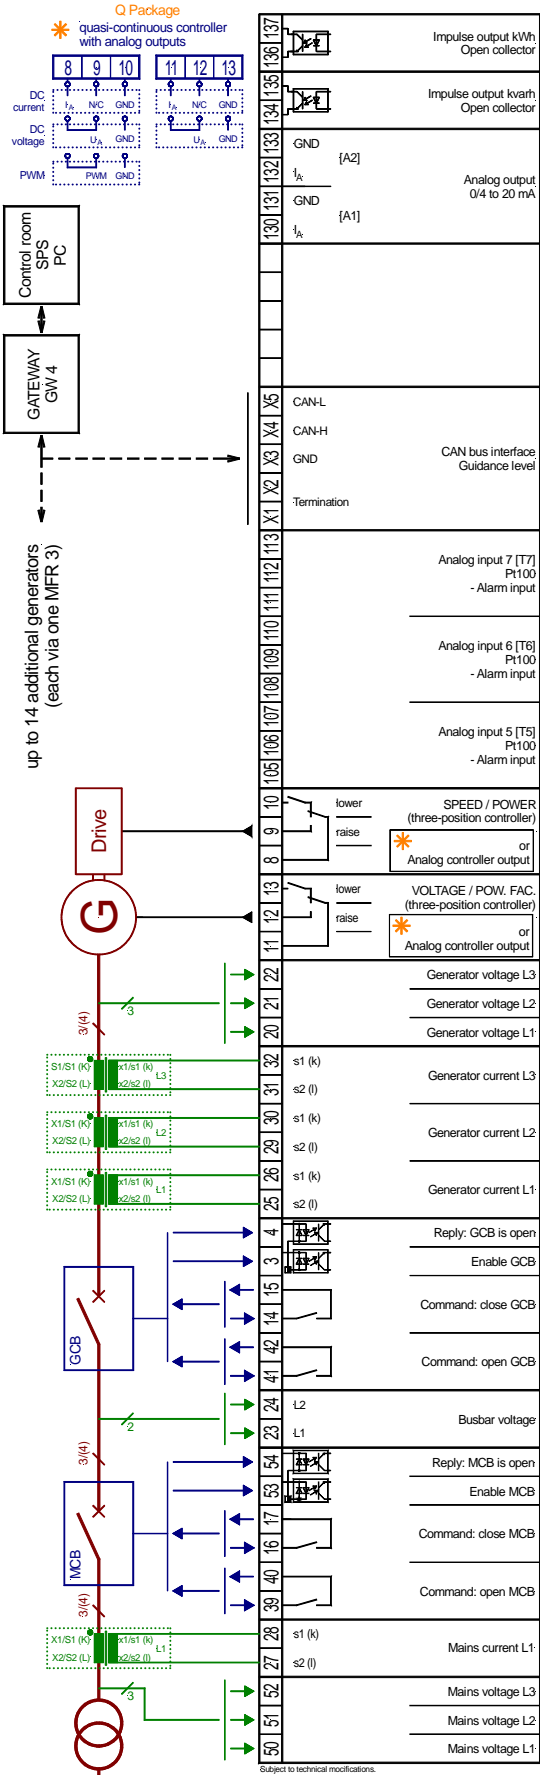 Q Package
quasi-continuous controller
with analog outputs
8 9 10
11 12 13
DC
current
IA N/C GND
IA N/C GND
DC
voltage
UA GND
UA GND
PWM
PWM GND
Control room
SPS
PC
GATEWAY
GW 4
up to 14 additional generators
(each via one MFR 3)
137
136
Impulse output kWh
Open collector
135
134
Impulse output kvarh
Open collector
133 GND
132 IA
[A2]
131 GND
130 IA
[A1]
Analog output
0/4 to 20 mA
X5 CAN-L
X4 CAN-H
X3 GND
X2
X1 Termination
CAN bus interface
Guidance level
113
112
111
Analog input 7 [T7]
Pt100
- Alarm input
110
109
108
Analog input 6 [T6]
Pt100
- Alarm input
107
106
105
Analog input 5 [T5]
Pt100
- Alarm input
Drive
10
9
8
lower
raise
SPEED / POWER
(three-position controller)
or
Analog controller output
G
13
12
11
lower
raise
VOLTAGE / POW. FAC.
(three-position controller)
or
Analog controller output
22 Generator voltage L3
21 Generator voltage L2
20 Generator voltage L1
3
3/(4)
S1/S1 (K) x1/s1 (k)
X2/S2 (L) x2/s2 (l)
L3
32 s1 (k)
31 s2 (l)
Generator current L3
X1/S1 (K) x1/s1 (k)
X2/S2 (L) x2/s2 (l)
L2
30 s1 (k)
29 s2 (l)
Generator current L2
X1/S1 (K) x1/s1 (k)
X2/S2 (L) x2/s2 (l)
L1
26 s1 (k)
25 s2 (l)
Generator current L1
4 Reply: GCB is open
3 Enable GCB
GCB
15
14
Command: close GCB
42
41
Command: open GCB
24 L2
23 L1
Busbar voltage
2
3/(4)
54 Reply: MCB is open
53 Enable MCB
MCB
17
16
Command: close MCB
40
39
Command: open MCB
3/(4)
X1/S1 (K) x1/s1 (k)
X2/S2 (L) x2/s2 (l)
L1
28 s1 (k)
27 s2 (l)
Mains current L1
3
52 Mains voltage L3
51 Mains voltage L2
50 Mains voltage L1
Subject to technical mocifications.